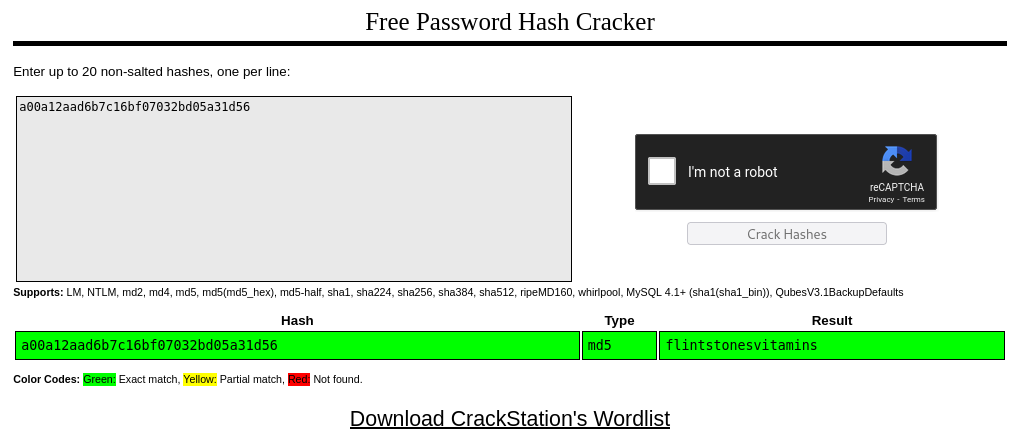 Free Password Hash Cracker
Enter up to 20 non-salted hashes, one per line:
a00a12aad6b7c16bf07032bd05a31d56
I'm not a robot
reCAPTCHA
Privacy - Terms
Crack Hashes
Supports: LM, NTLM, md2, md4, md5, md5(md5_hex), md5-half, sha1, sha224, sha256, sha384, sha512, ripeMD160, whirlpool, MySQL 4.1+ (sha1(sha1_bin)), QubesV3.1BackupDefaults
Hash Type Result
a00a12aad6b7c16bf07032bd05a31d56 md5 flintstonesvitamins
Color Codes: Green: Exact match, Yellow: Partial match, Red: Not found.
Download CrackStation's Wordlist